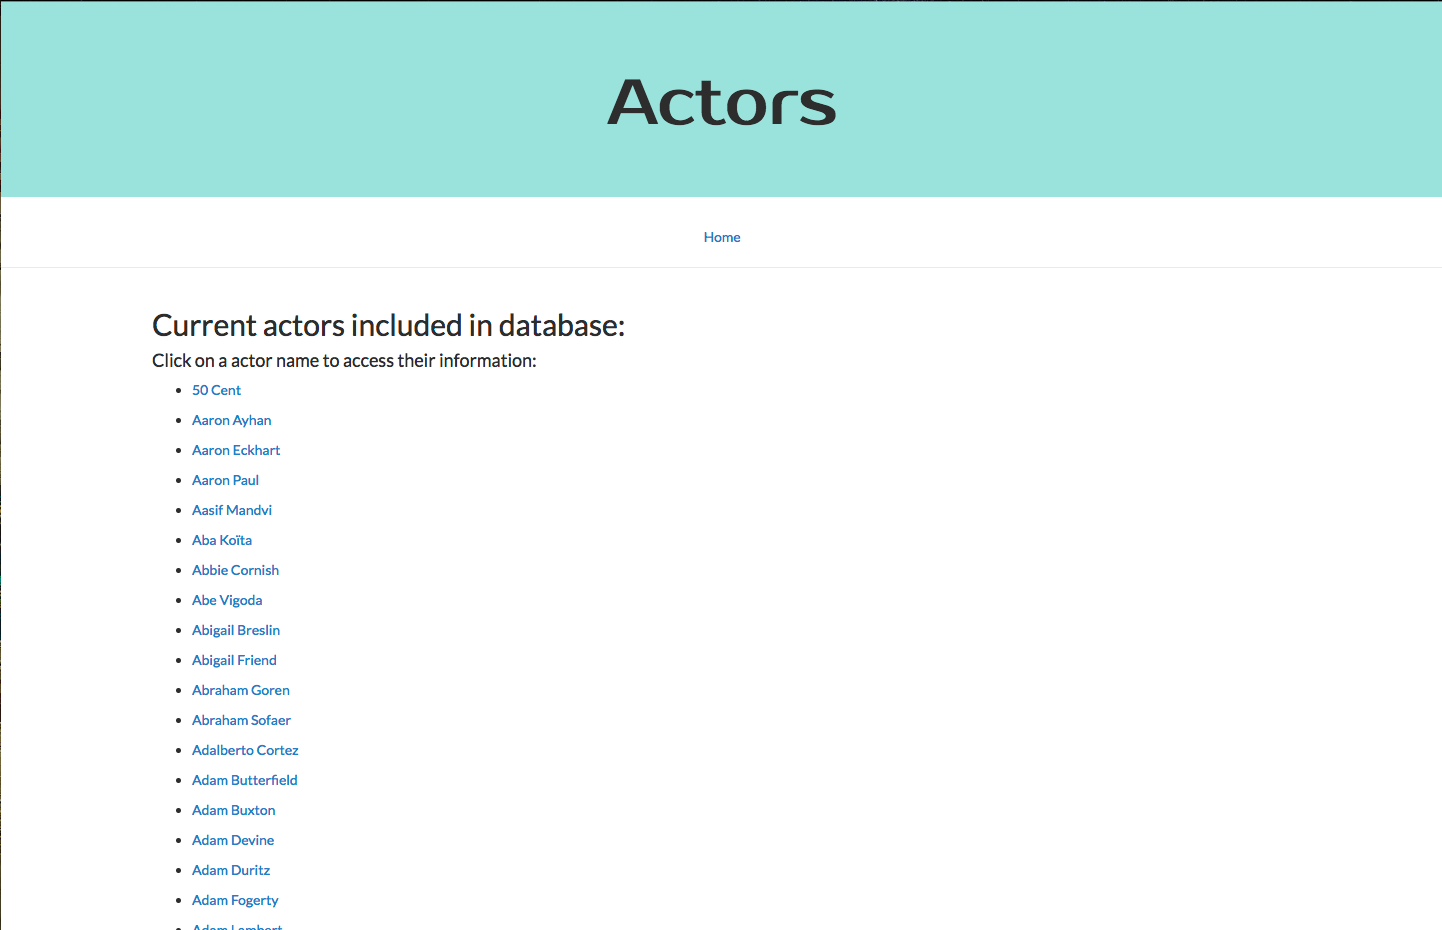 Actors
Home
Current actors included in database:
Click on a actor name to access their information:
50 Cent
Aaron Ayhan
Aaron Eckhart
Aaron Paul
Aasif Mandvi
Aba Koïta
Abbie Cornish
Abe Vigoda
Abigail Breslin
Abigail Friend
Abraham Goren
Abraham Sofaer
Adalberto Cortez
Adam Butterfield
Adam Buxton
Adam Devine
Adam Duritz
Adam Fogerty
Adam Lambert